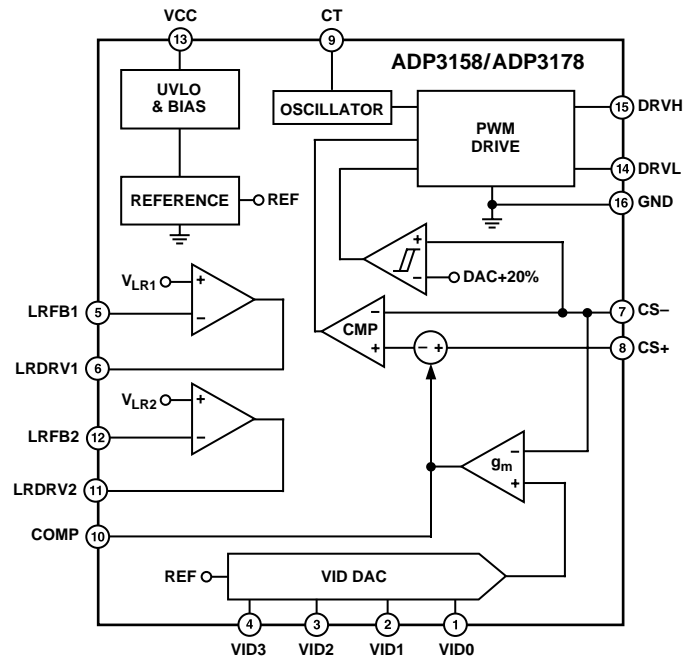 VCC
CT
13
9
ADP3158/ADP3178
UVLO
& BIAS
OSCILLATOR
PWM
DRIVE
15 DRVH
14 DRVL
16 GND
REFERENCE
REF
+
−
DAC+20%
VLR1
+
−
LRFB1 5
LRDRV1 6
CMP
−
+
− +
7 CS–
8 CS+
VLR2
+
−
LRFB2 12
LRDRV2 11
gm
−
+
COMP 10
REF
VID DAC
4
3
2
1
VID3
VID2
VID1
VID0